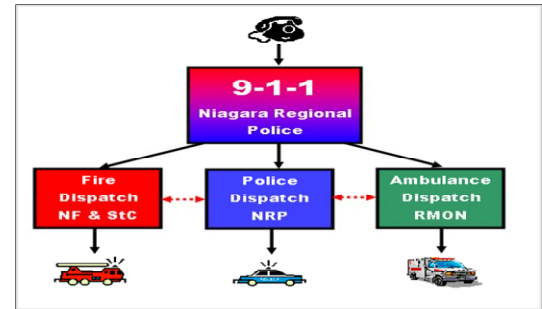 9-1-1
Niagara Regional
Police
Fire
Dispatch
NF & StC
Police
Dispatch
NRP
Ambulance
Dispatch
RMON